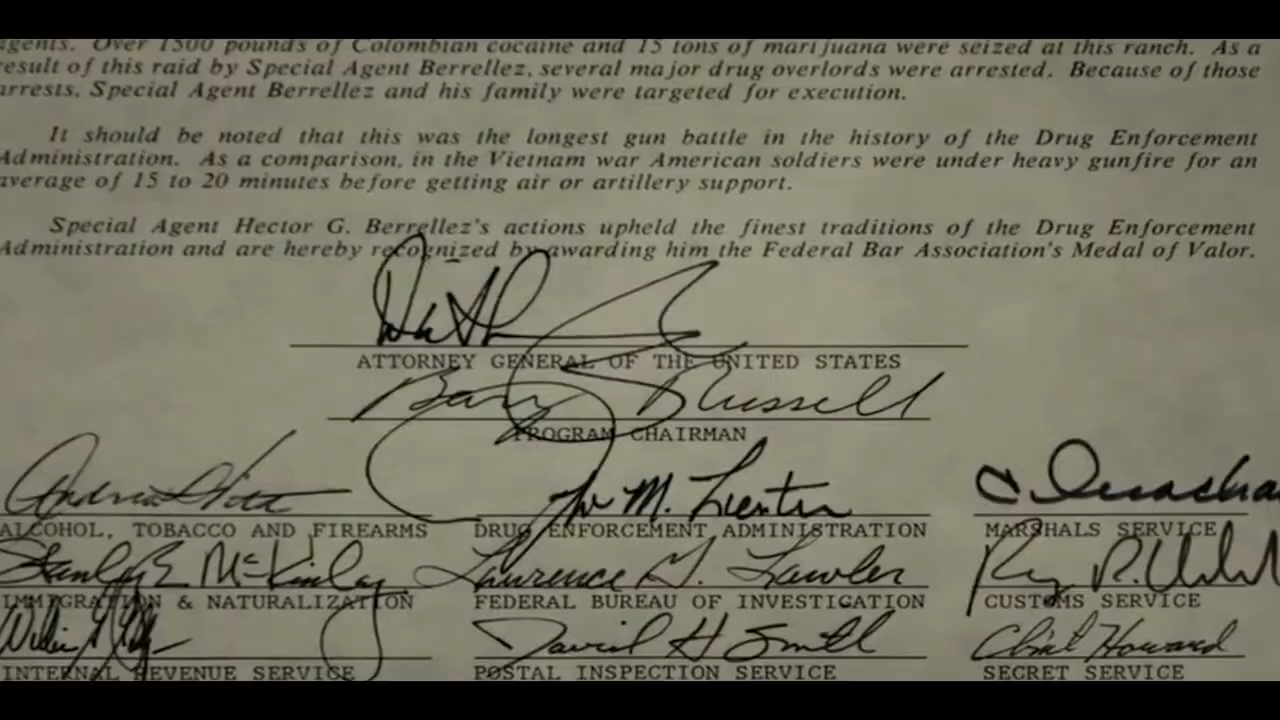 agents. Over 1500 pounds of Colombian cocaine and 15 tons of marijuana were seized at this ranch. As a
result of this raid by Special Agent Berrellez, several major drug overlords were arrested. Because of those
arrests, Special Agent Berrellez and his family were targeted for execution.
It should be noted that this was the longest gun battle in the history of the Drug Enforcement
Administration. As a comparison, in the Vietnam war American soldiers were under heavy gunfire for an
average of 15 to 20 minutes before getting air or artillery support.
Special Agent Hector G. Berrellez's actions upheld the finest traditions of the Drug Enforcement
Administration and are hereby recognized by awarding him the Federal Bar Association's Medal of Valor.
ATTORNEY GENERAL OF THE UNITED STATES
Barry Russell
PROGRAM CHAIRMAN
ALCOHOL, TOBACCO AND FIREARMS DRUG ENFORCEMENT ADMINISTRATION MARSHALS SERVICE
Stanley E McKinley Lawrence G. Lawler
IMMIGRATION & NATURALIZATION FEDERAL BUREAU OF INVESTIGATION CUSTOMS SERVICE
David H Smith Clint Howard
INTERNAL REVENUE SERVICE POSTAL INSPECTION SERVICE SECRET SERVICE